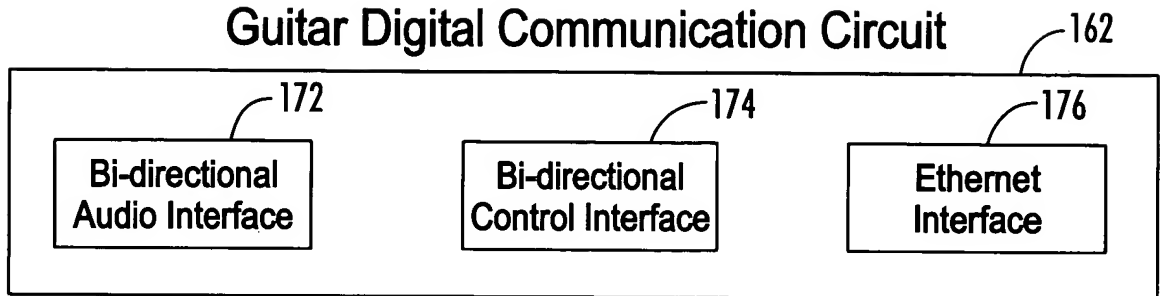 Guitar Digital Communication Circuit
162
172
174
176
Bi-directional
Audio Interface
Bi-directional
Control Interface
Ethernet
Interface